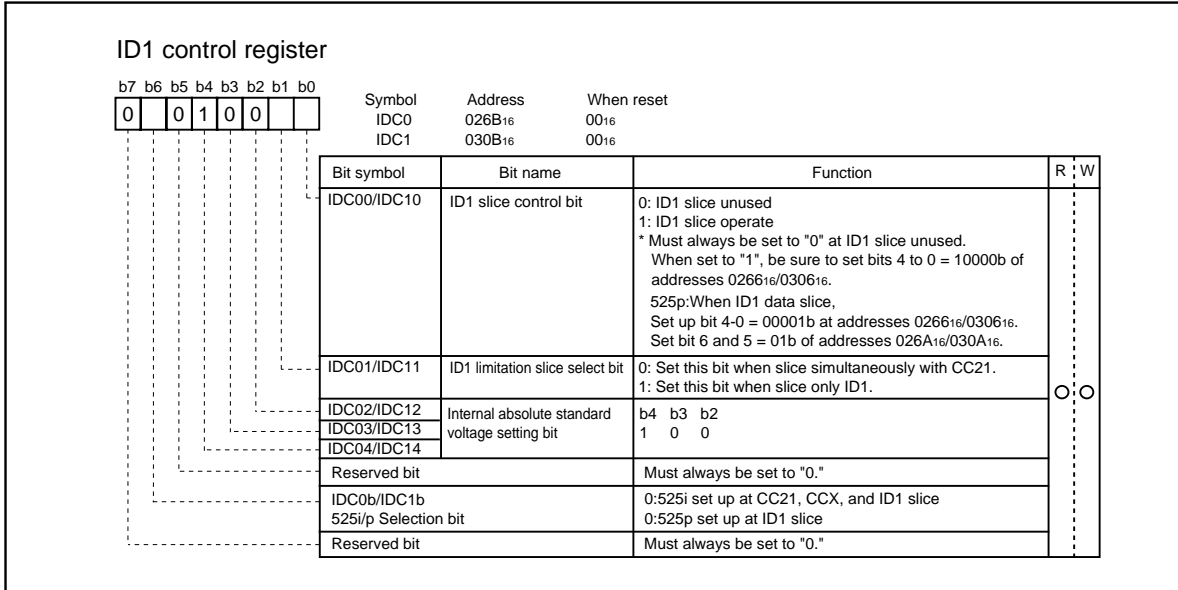 ID1 control register
b7 b6 b5 b4 b3 b2 b1 b0
0 0 1 0 0
Symbol Address When reset
IDC0 026B16 0016
IDC1 030B16 0016
Bit symbol Bit name Function R W
IDC00/IDC10 ID1 slice control bit 0: ID1 slice unused
1: ID1 slice operate
* Must always be set to "0" at ID1 slice unused.
When set to "1", be sure to set bits 4 to 0 = 10000b of
addresses 026616/030616.
525p:When ID1 data slice,
Set up bit 4-0 = 00001b at addresses 026616/030616.
Set bit 6 and 5 = 01b of addresses 026A16/030A16.
IDC01/IDC11 ID1 limitation slice select bit 0: Set this bit when slice simultaneously with CC21.
1: Set this bit when slice only ID1.
IDC02/IDC12 Internal absolute standard b4 b3 b2
IDC03/IDC13 voltage setting bit 1 0 0
IDC04/IDC14
Reserved bit Must always be set to "0."
IDC0b/IDC1b 0:525i set up at CC21, CCX, and ID1 slice
525i/p Selection bit 0:525p set up at ID1 slice
Reserved bit Must always be set to "0."